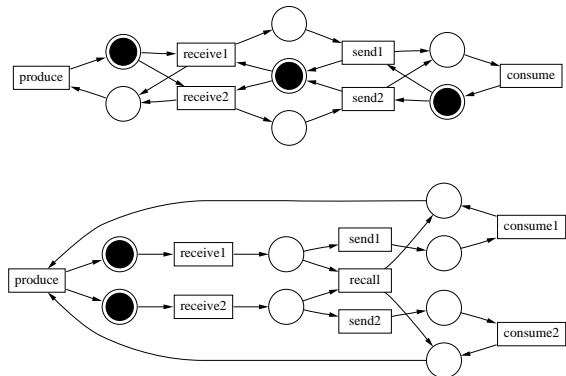 receive1
send1
produce
consume
receive2
send2
send1
receive1
consume1
produce
recall
receive2
send2
consume2